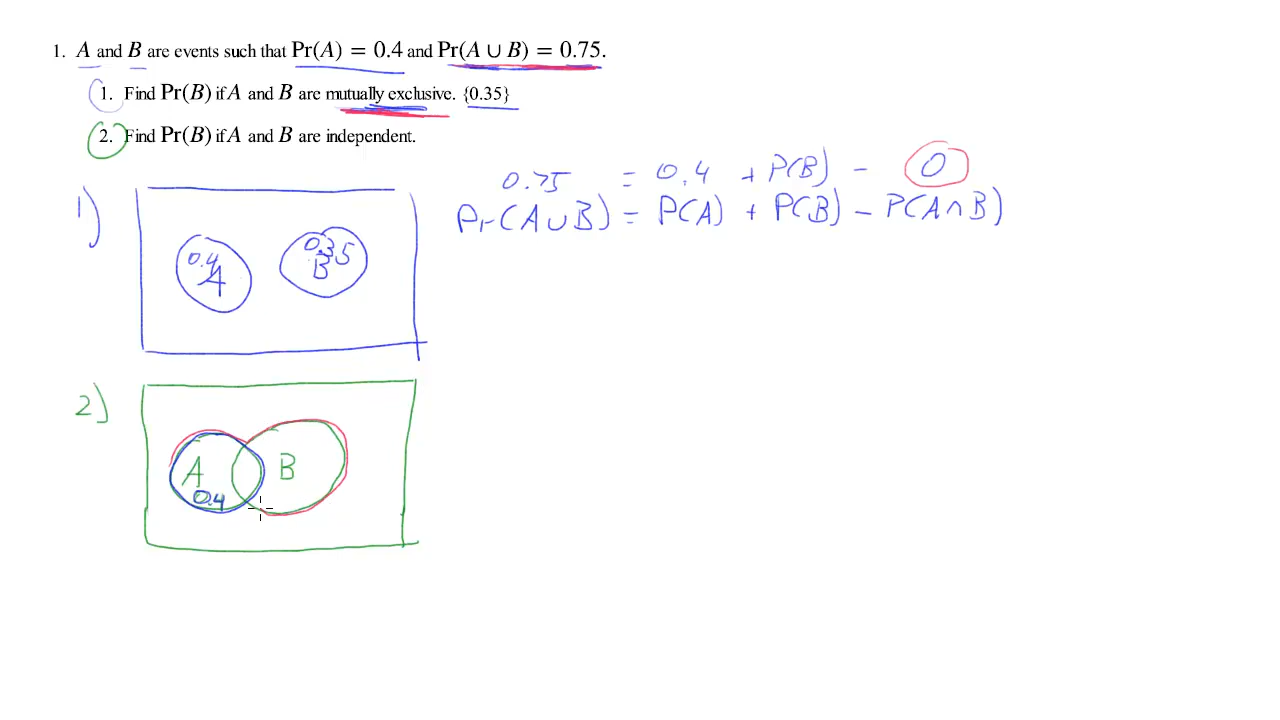 1. A and B are events such that Pr(A) = 0.4 and Pr(A ∪ B) = 0.75.
1. Find Pr(B) if A and B are mutually exclusive. {0.35}
2. Find Pr(B) if A and B are independent.
0.75 = 0.4 + P(B) - 0
Pr(A∪B) = P(A) + P(B) - P(A∩B)
1)
0.4 0.35
A B
2)
A B
0.4